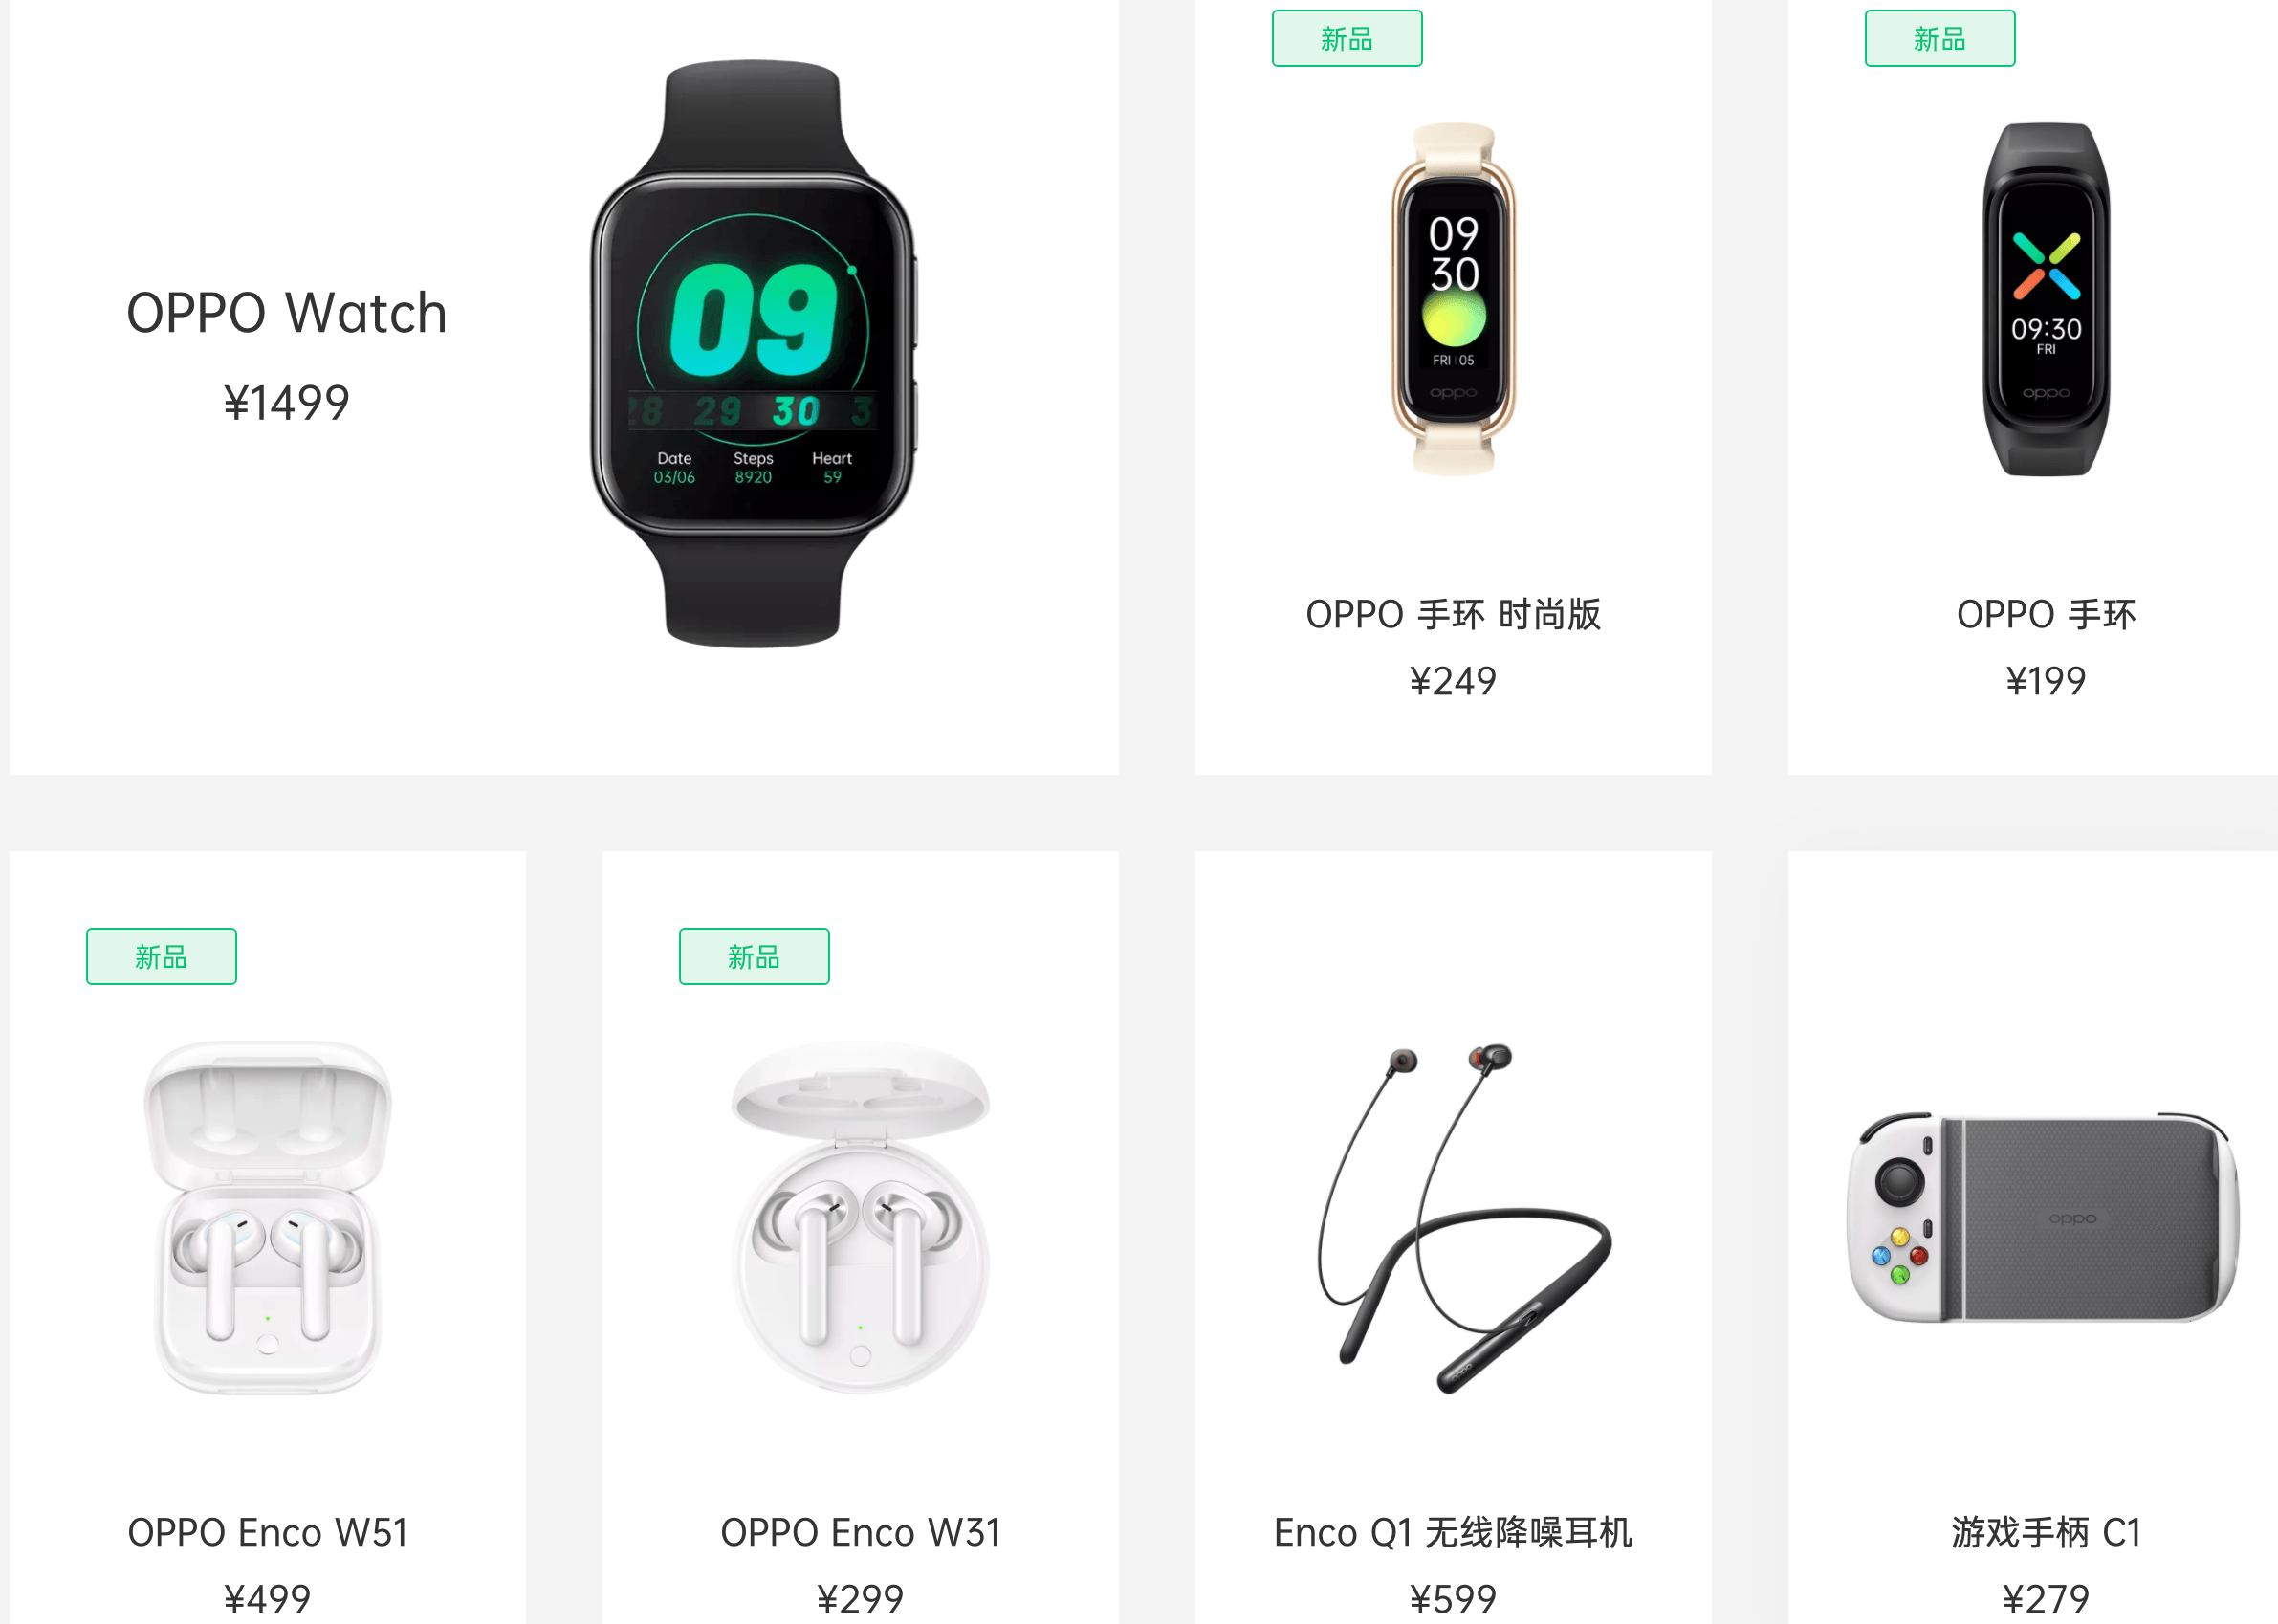 OPPO Watch
¥1499
09
28 29 30 3
Date Steps Heart
03/06 8920 59
新品
09
30
FRI 05
oppo
OPPO 手环 时尚版
¥249
新品
09:30
FRI
oppo
OPPO 手环
¥199
新品
OPPO Enco W51
¥499
新品
OPPO Enco W31
¥299
oppo
Enco Q1 无线降噪耳机
¥599
oppo
游戏手柄 C1
¥279